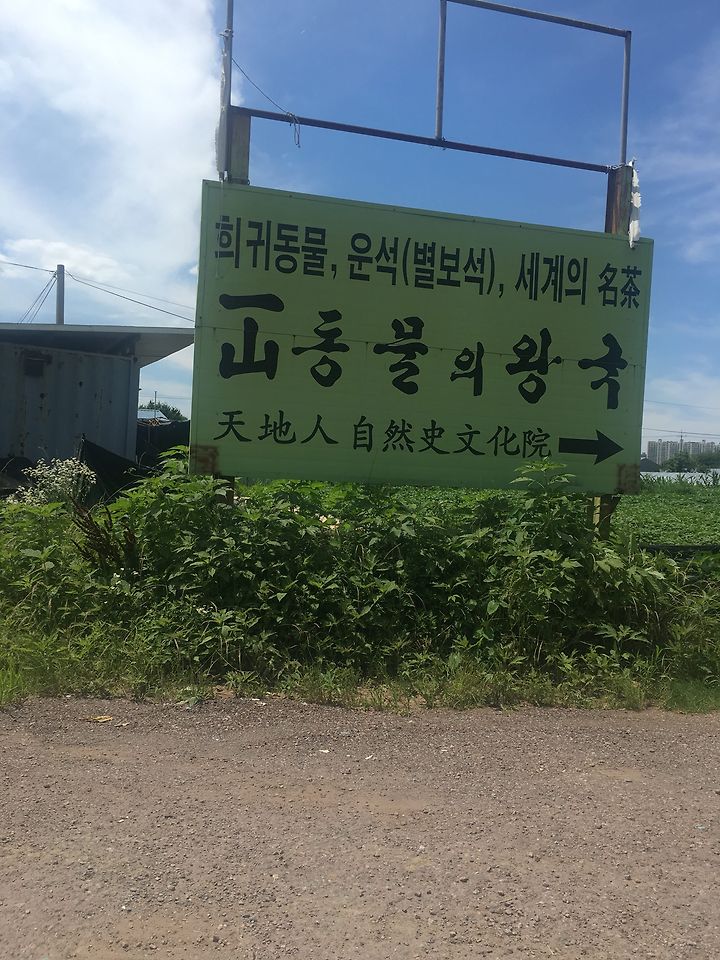 희귀동물, 운석(별보석), 세계의 名茶
一山 동물의왕국
天地人 自然史文化院